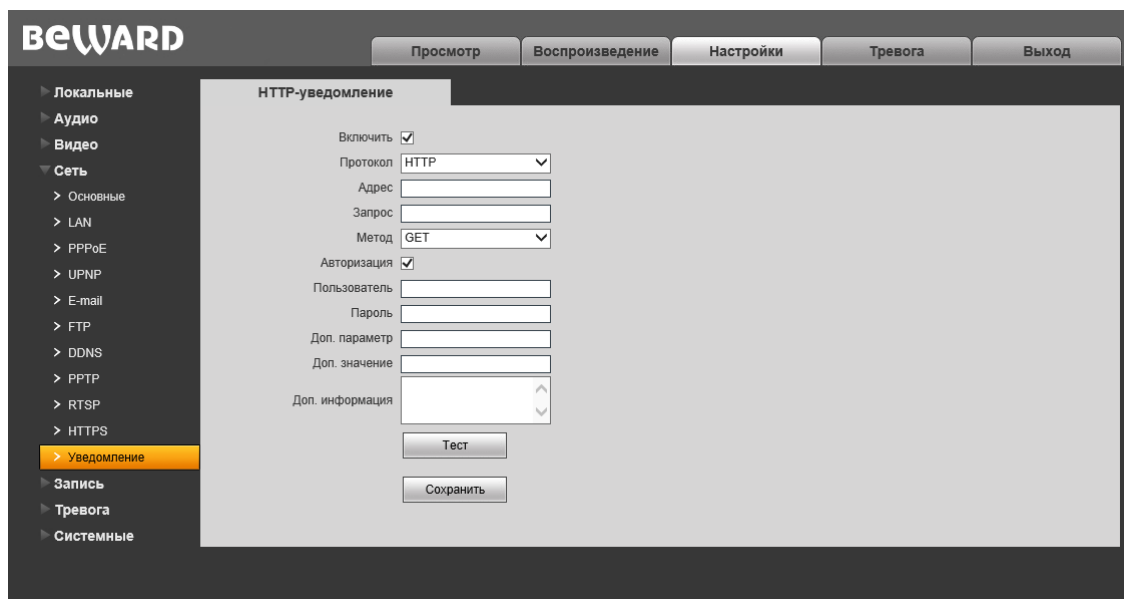 BEWARD
Просмотр
Воспроизведение
Настройки
Тревога
Выход
Локальные
Аудио
Видео
Сеть
Основные
LAN
PPPoE
UPNP
E-mail
FTP
DDNS
PPTP
RTSP
HTTPS
Уведомление
Запись
Тревога
Системные
HTTP-уведомление
Включить
Протокол HTTP
Адрес
Запрос
Метод GET
Авторизация
Пользователь
Пароль
Доп. параметр
Доп. значение
Доп. информация
Тест
Сохранить